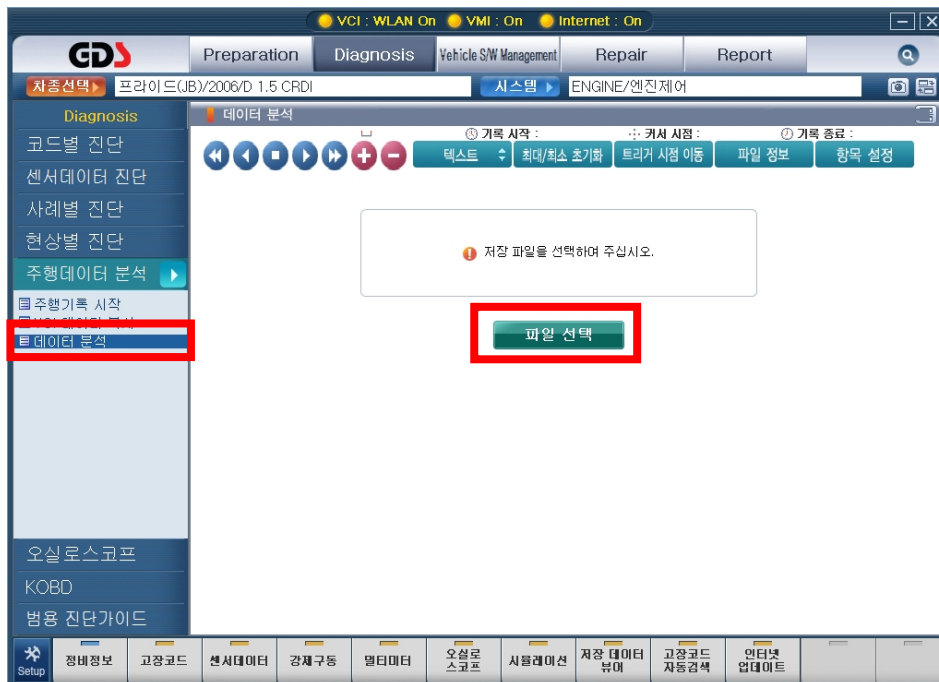 VCI : WLAN On VMI : On Internet : On
GDS Preparation Diagnosis Vehicle S/W Management Repair Report
차종선택 프라이드(JB)/2006/D 1.5 CRDI 시스템 ENGINE/엔진제어
Diagnosis
코드별 진단
센서데이터 진단
사례별 진단
현상별 진단
주행데이터 분석
주행기록 시작
데이터 분석
오실로스코프
KOBD
범용 진단가이드
데이터 분석
기록 시작 : 커서 시점 : 기록 종료 :
텍스트 최대/최소 초기화 트리거 시점 이동 파일 정보 항목 설정
저장 파일을 선택하여 주십시오.
파일 선택
Setup 정비정보 고장코드 센서데이터 강제구동 멀티미터 오실로 스코프 시뮬레이션 저장 데이터 뷰어 고장코드 자동검색 인터넷 업데이트